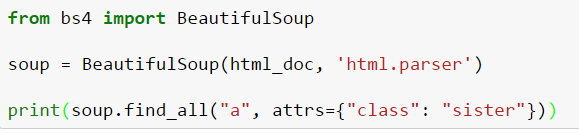 from bs4 import BeautifulSoup
soup = BeautifulSoup(html_doc, 'html.parser')
print(soup.find_all("a", attrs={"class": "sister"}))